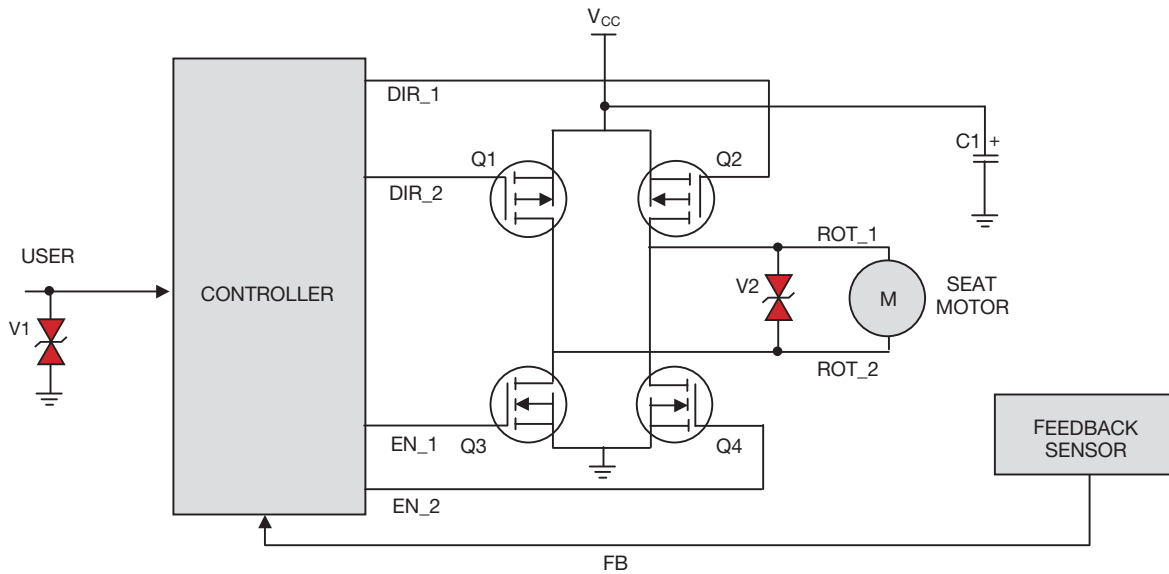 V_CC
DIR_1
C1 +
Q1
Q2
DIR_2
USER
ROT_1
CONTROLLER
V2
M
SEAT
MOTOR
V1
ROT_2
EN_1
Q3
Q4
FEEDBACK
SENSOR
EN_2
FB